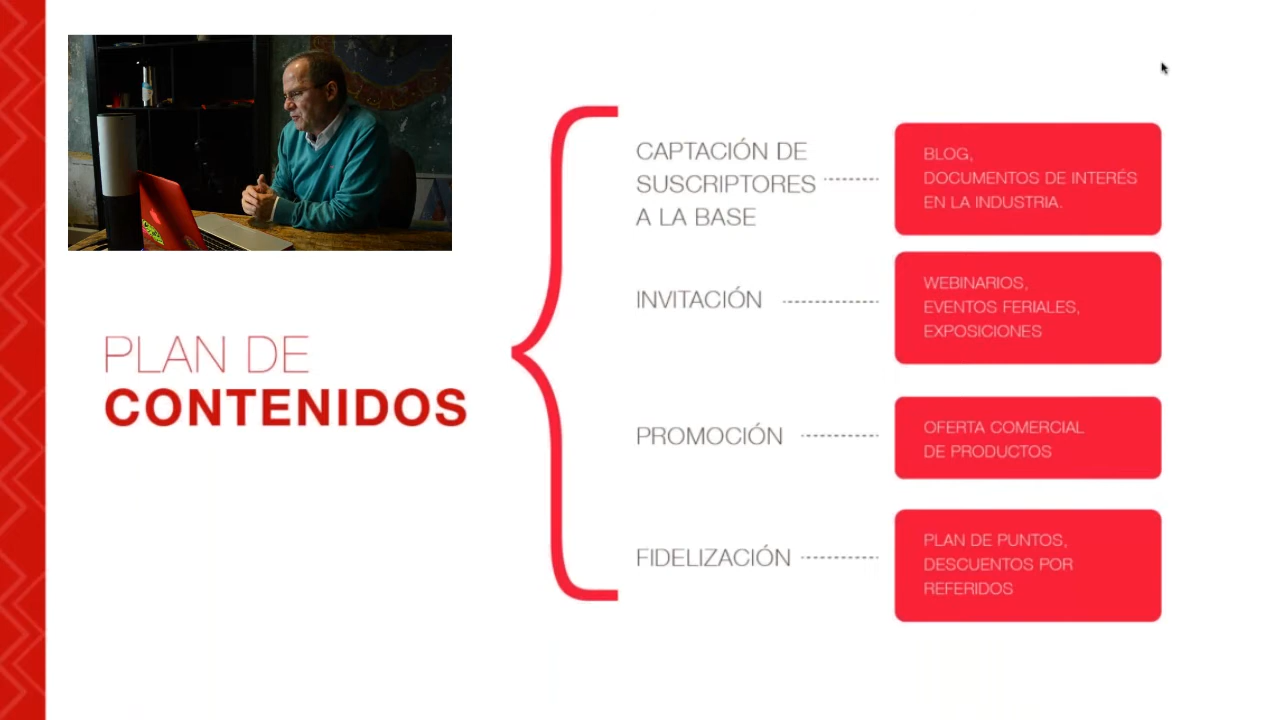 PLAN DE
CONTENIDOS
CAPTACIÓN DE
SUSCRIPTORES
A LA BASE
BLOG,
DOCUMENTOS DE INTERÉS
EN LA INDUSTRIA.
INVITACIÓN
WEBINARIOS,
EVENTOS FERIALES,
EXPOSICIONES
PROMOCIÓN
OFERTA COMERCIAL
DE PRODUCTOS
FIDELIZACIÓN
PLAN DE PUNTOS,
DESCUENTOS POR
REFERIDOS